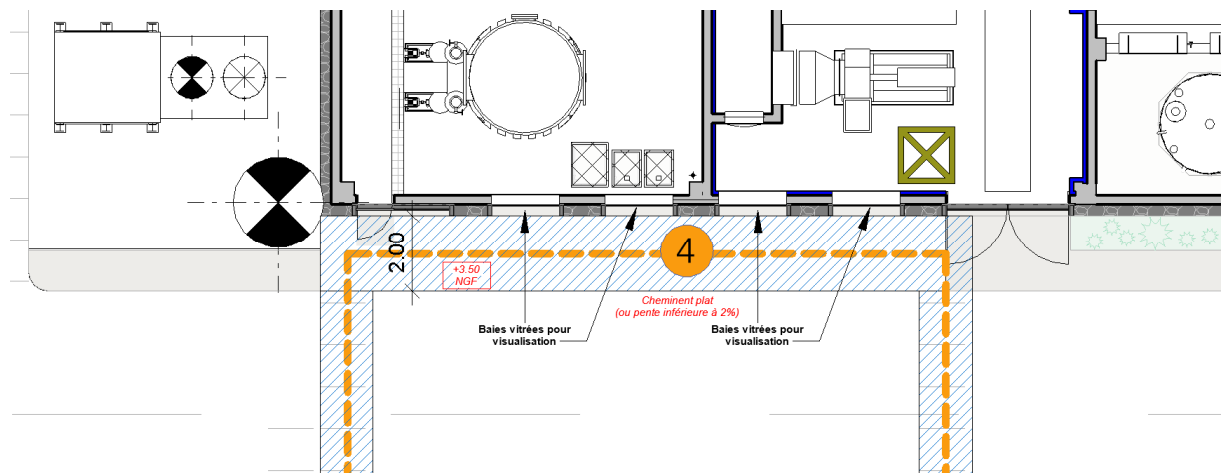 2.00
4
+3.50
NGF
Cheminent plat
(ou pente inférieure à 2%)
Baies vitrées pour
visualisation
Baies vitrées pour
visualisation